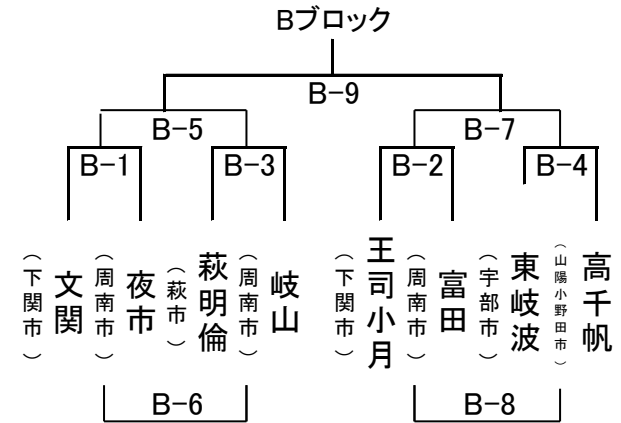 Bブロック
B-9
B-5
B-7
B-1
B-3
B-2
B-4
文関
（下関市）
夜市
（周南市）
萩明倫
（萩市）
岐山
（周南市）
王司小月
（下関市）
富田
（周南市）
東岐波
（宇部市）
高千帆
（山陽小野田市）
B-6
B-8